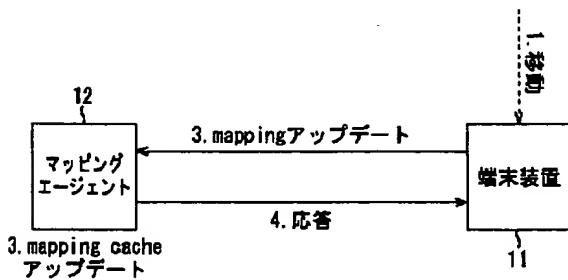 1.移動
12
マッピング
エージェント
3.mappingアップデート
端末装置
4.応答
3.mapping cache
アップデート
11